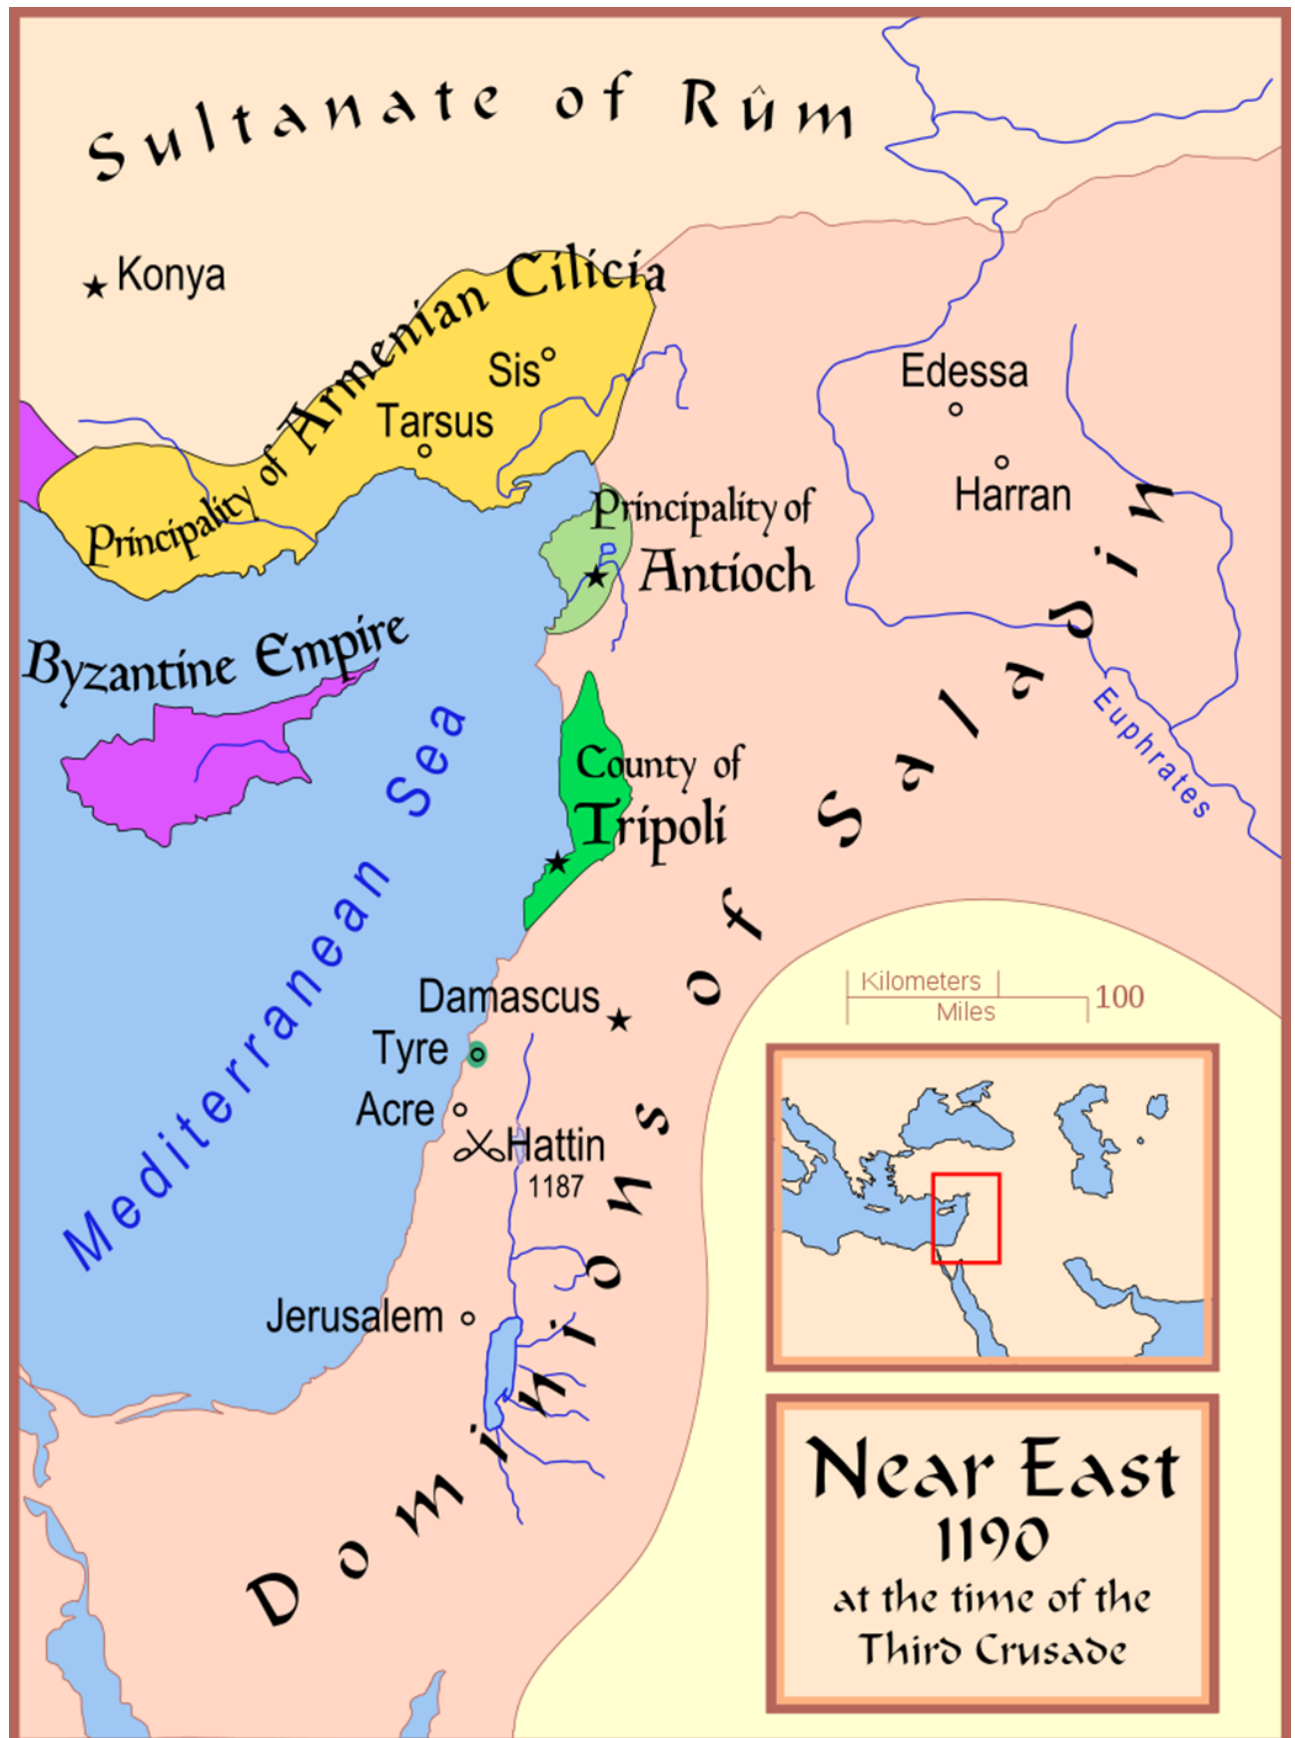 Sultanate of Rûm
Konya
Principality of Armenian Cilicia
Sis
Tarsus
Edessa
Harran
Principality of
Antioch
Byzantine Empire
Mediterranean Sea
County of
Tripoli
Euphrates
Dominions of Saladin
Damascus
Tyre
Acre
Hattin
1187
Jerusalem
Kilometers
Miles
100
Near East
1190
at the time of the
Third Crusade